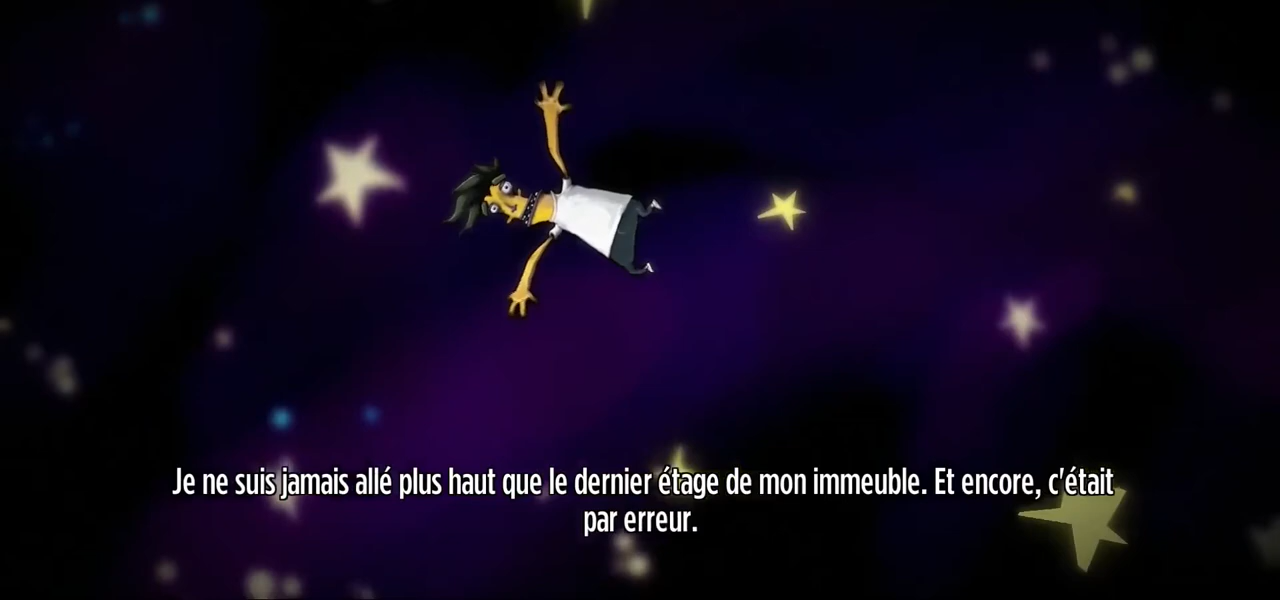 Je ne suis jamais allé plus haut que le dernier étage de mon immeuble. Et encore, c'était
par erreur.